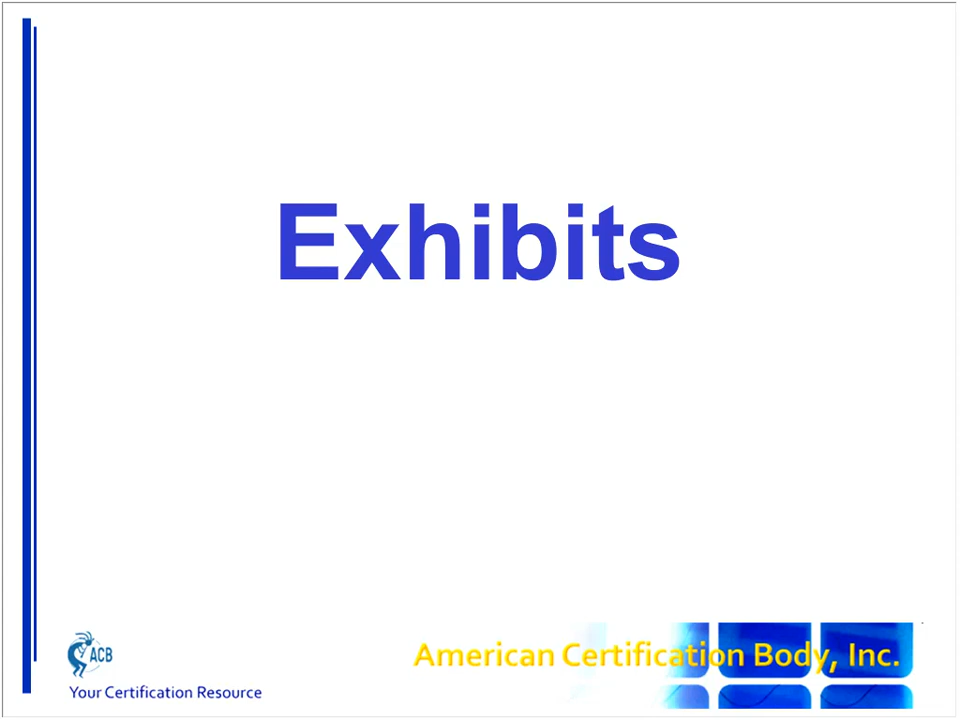 Exhibits
ACB
American Certification Body, Inc.
Your Certification Resource